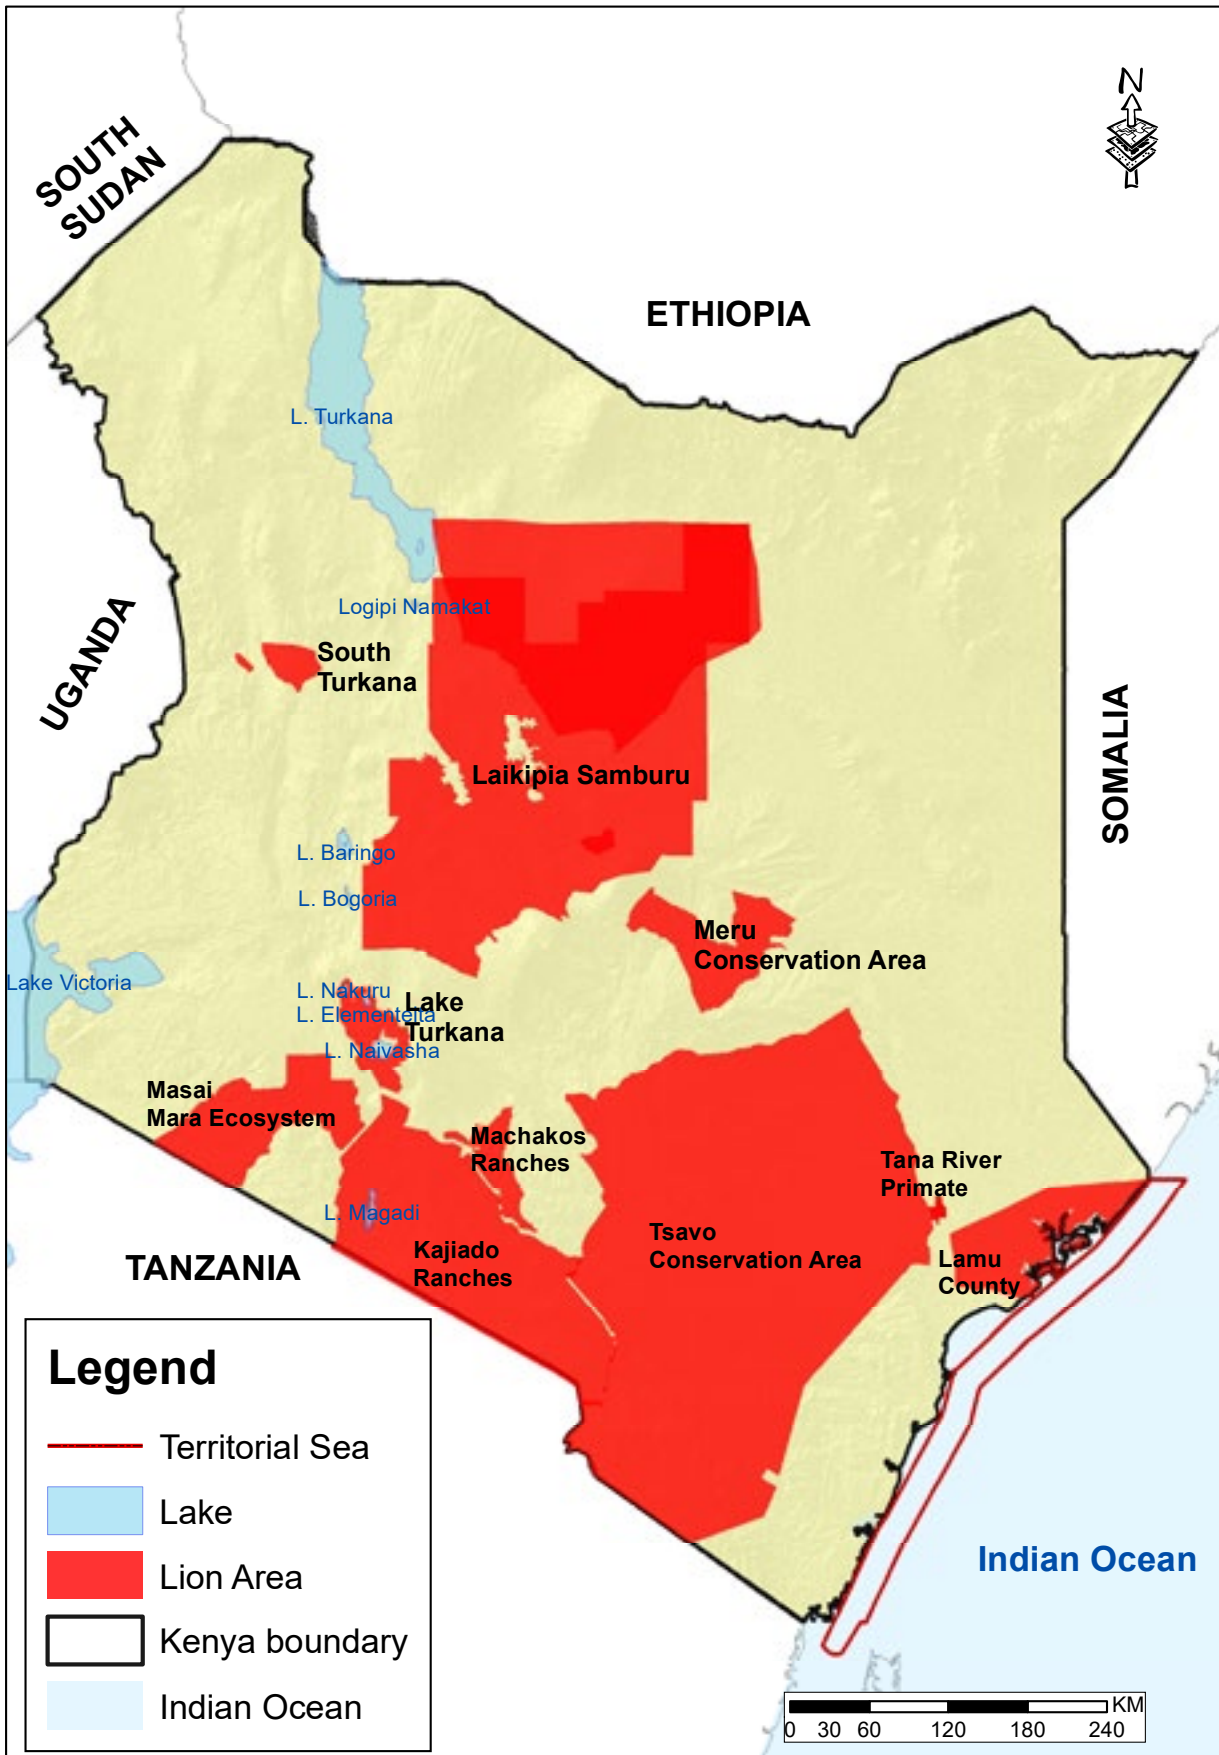 N
SOUTH
SUDAN
ETHIOPIA
L. Turkana
Logipi Namakat
UGANDA
South
Turkana
SOMALIA
Laikipia Samburu
L. Baringo
L. Bogoria
Meru
Conservation Area
Lake Victoria
L. Nakuru
L. Elementeita
Lake
Turkana
L. Naivasha
Masai
Mara Ecosystem
Machakos
Ranches
Tana River
Primate
L. Magadi
Tsavo
Conservation Area
Kajiado
Ranches
Lamu
County
TANZANIA
Legend
Territorial Sea
Lake
Lion Area
Kenya boundary
Indian Ocean
Indian Ocean
KM
0 30 60 120 180 240